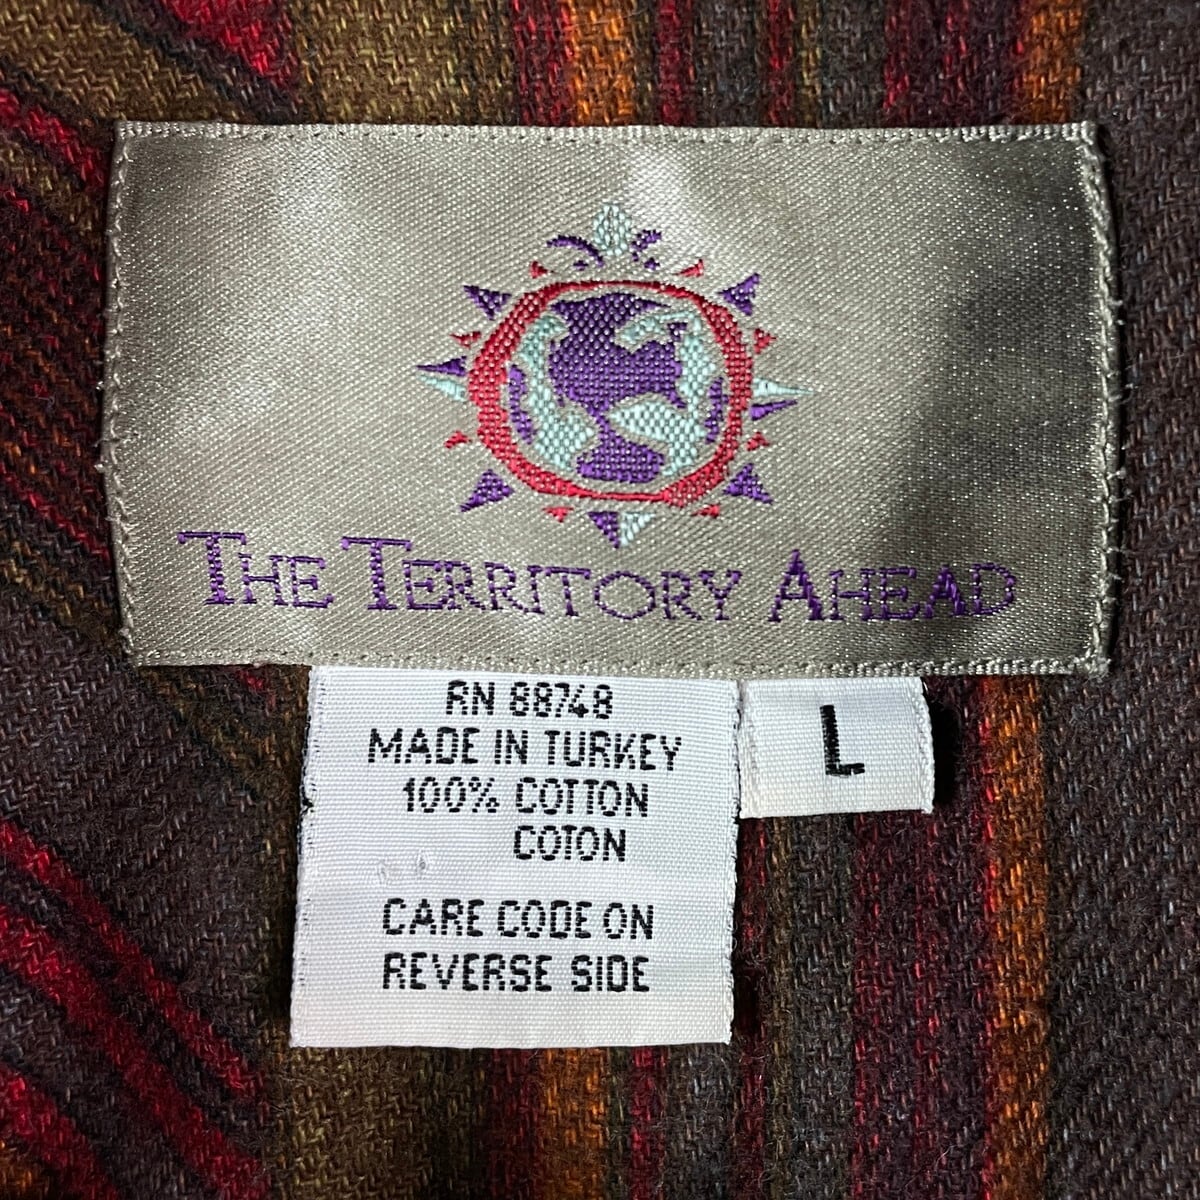 THE TERRITORY AHEAD
RN 88748
MADE IN TURKEY
100% COTTON
COTON
CARE CODE ON
REVERSE SIDE
L